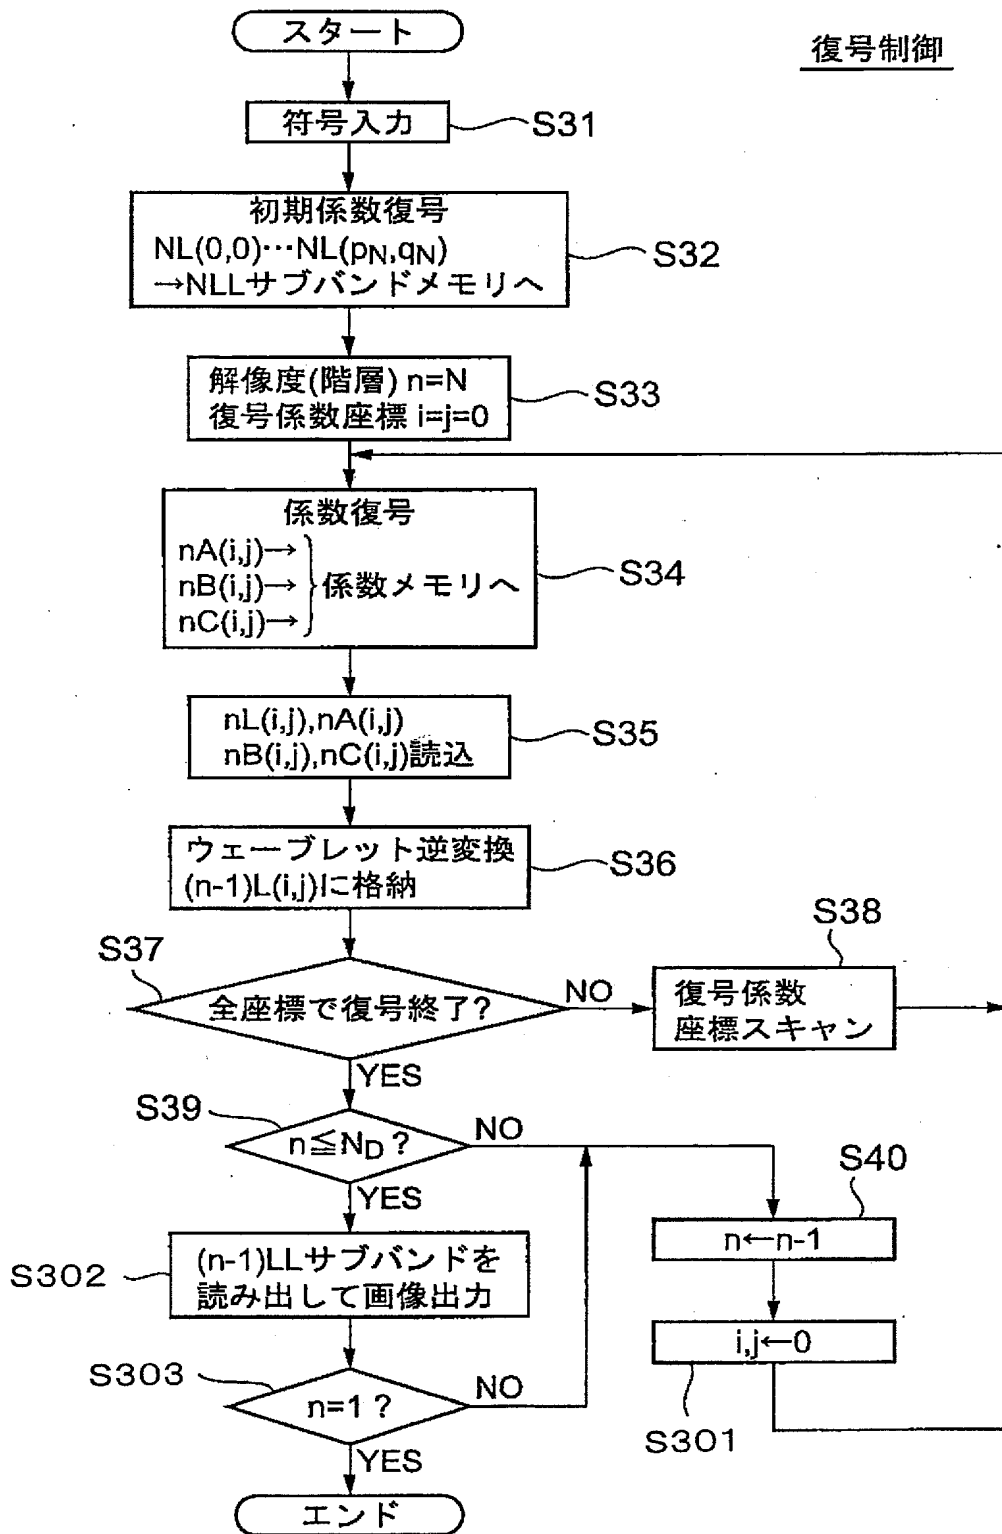 復号制御
スタート
符号入力
S31
初期係数復号
NL(0,0)…NL(pN,qN)
→NLLサブバンドメモリへ
S32
解像度(階層) n=N
復号係数座標 i=j=0
S33
係数復号
nA(i,j)→
nB(i,j)→
nC(i,j)→
係数メモリへ
S34
nL(i,j),nA(i,j)
nB(i,j),nC(i,j)読込
S35
ウェーブレット逆変換
(n-1)L(i,j)に格納
S36
S37
全座標で復号終了?
NO
YES
S38
復号係数
座標スキャン
S39
n≦ND?
NO
YES
S40
n←n-1
i,j←0
S301
S302
(n-1)LLサブバンドを
読み出して画像出力
S303
n=1?
NO
YES
エンド